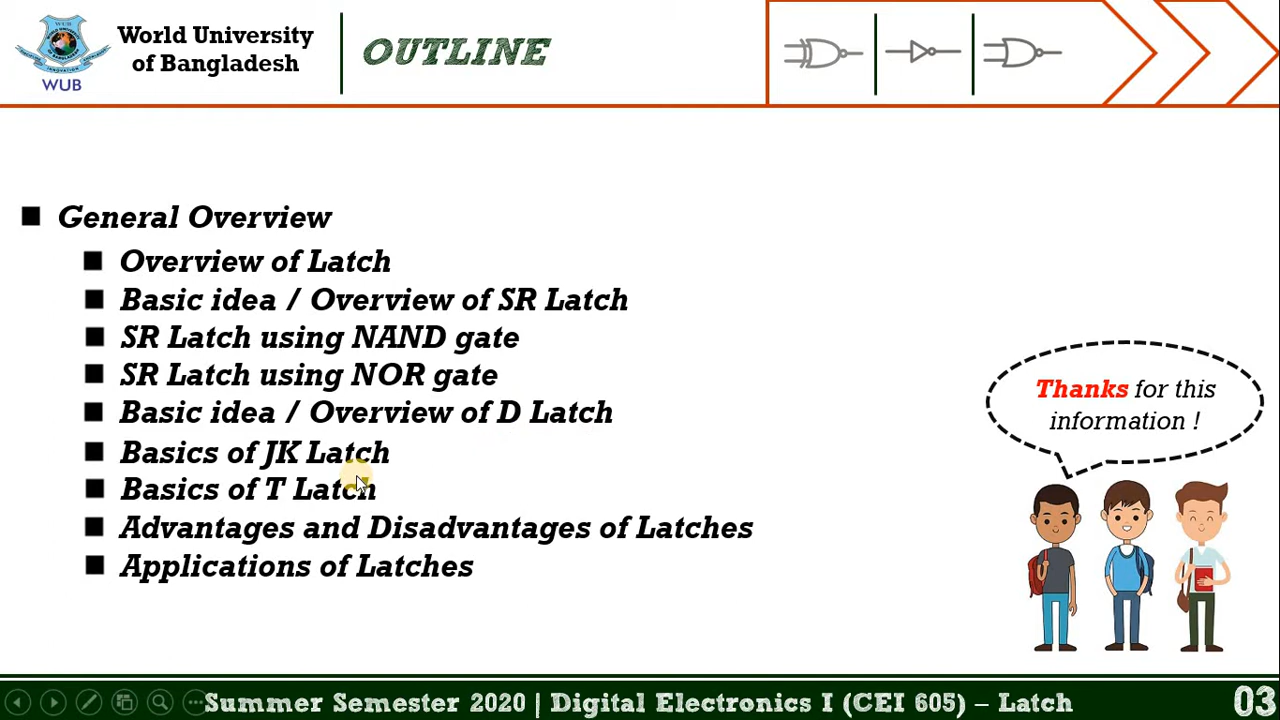 World University
of Bangladesh
WUB
OUTLINE
General Overview
Overview of Latch
Basic idea / Overview of SR Latch
SR Latch using NAND gate
SR Latch using NOR gate
Basic idea / Overview of D Latch
Basics of JK Latch
Basics of T Latch
Advantages and Disadvantages of Latches
Applications of Latches
Thanks for this
information !
Summer Semester 2020 | Digital Electronics I (CEI 605) – Latch
03